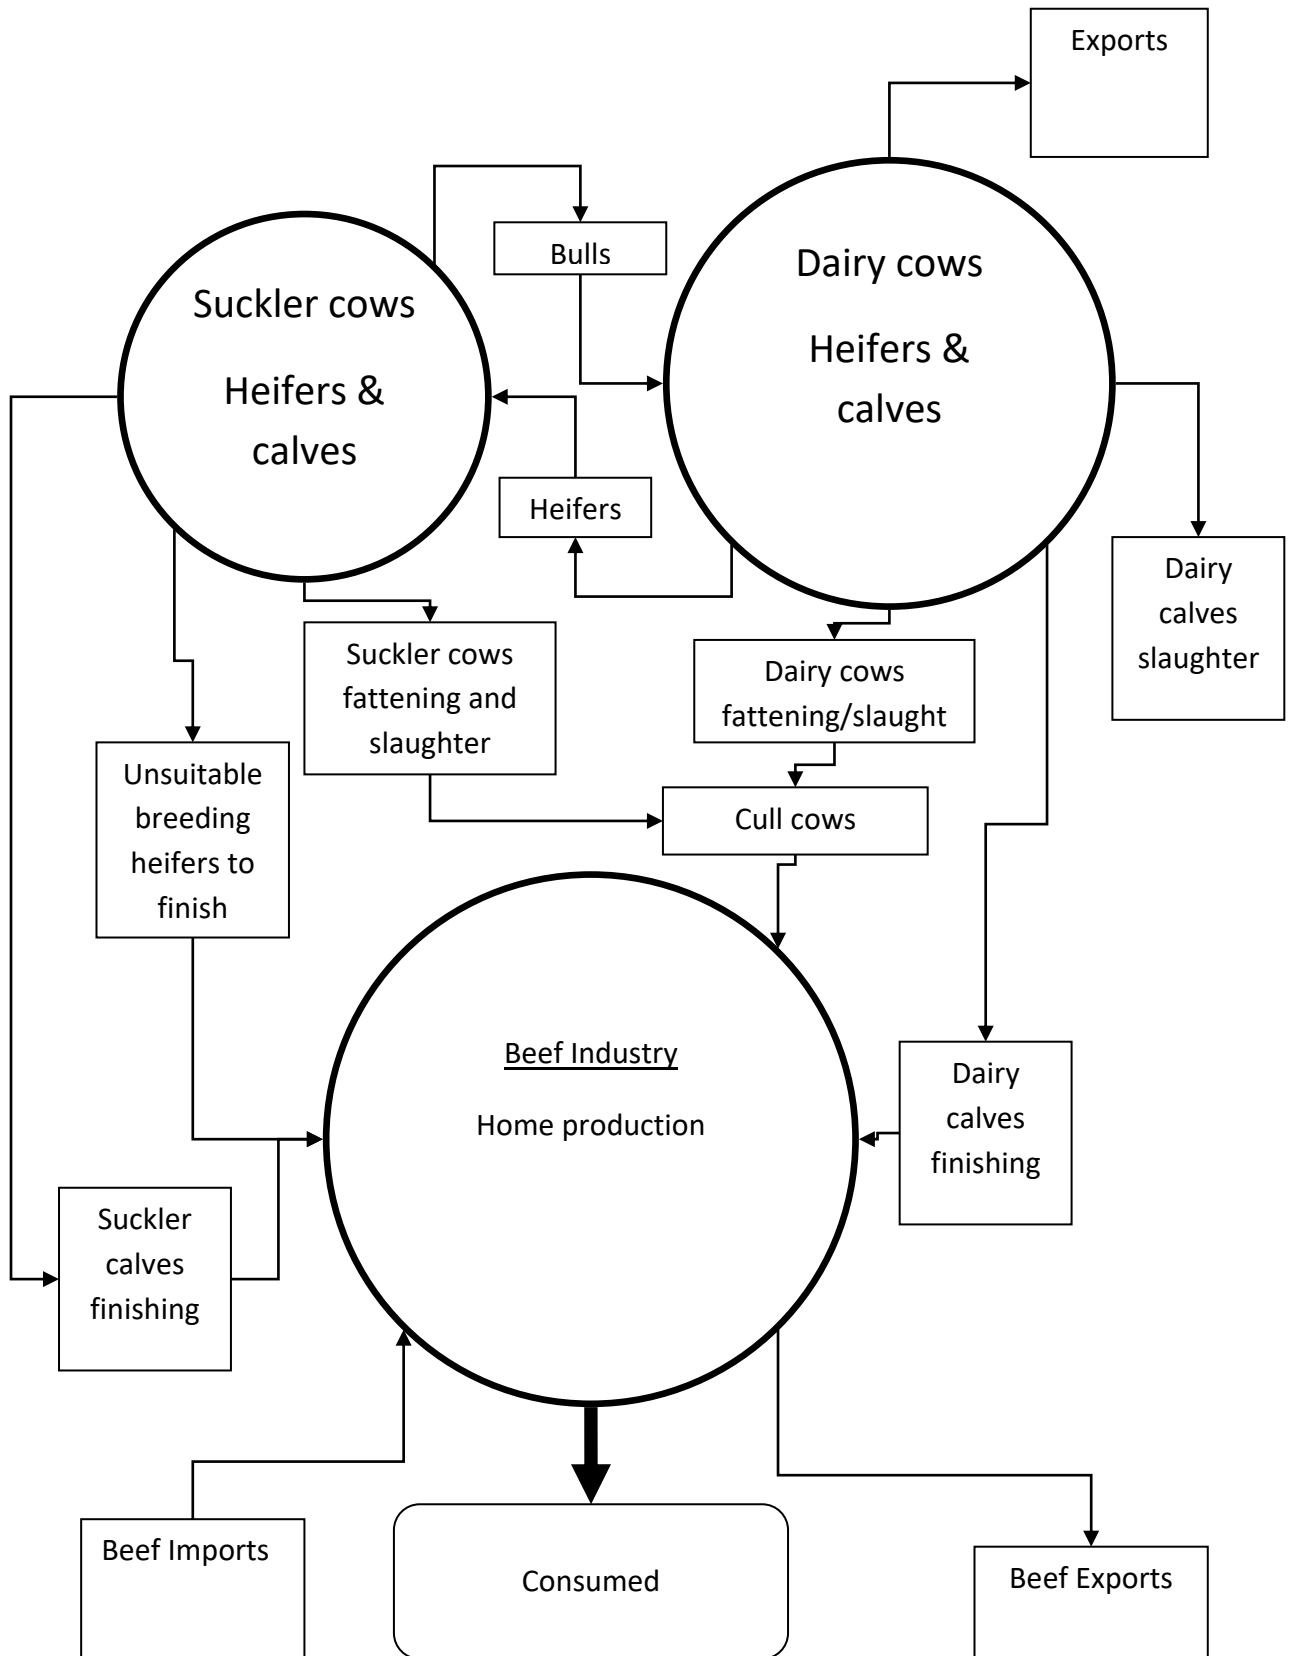 Exports
Bulls
Dairy cows
Heifers &
calves
Suckler cows
Heifers &
calves
Heifers
Dairy
calves
slaughter
Suckler cows
fattening and
slaughter
Dairy cows
fattening/slaught
Unsuitable
breeding
heifers to
finish
Cull cows
Beef Industry
Home production
Dairy
calves
finishing
Suckler
calves
finishing
Beef Imports
Consumed
Beef Exports